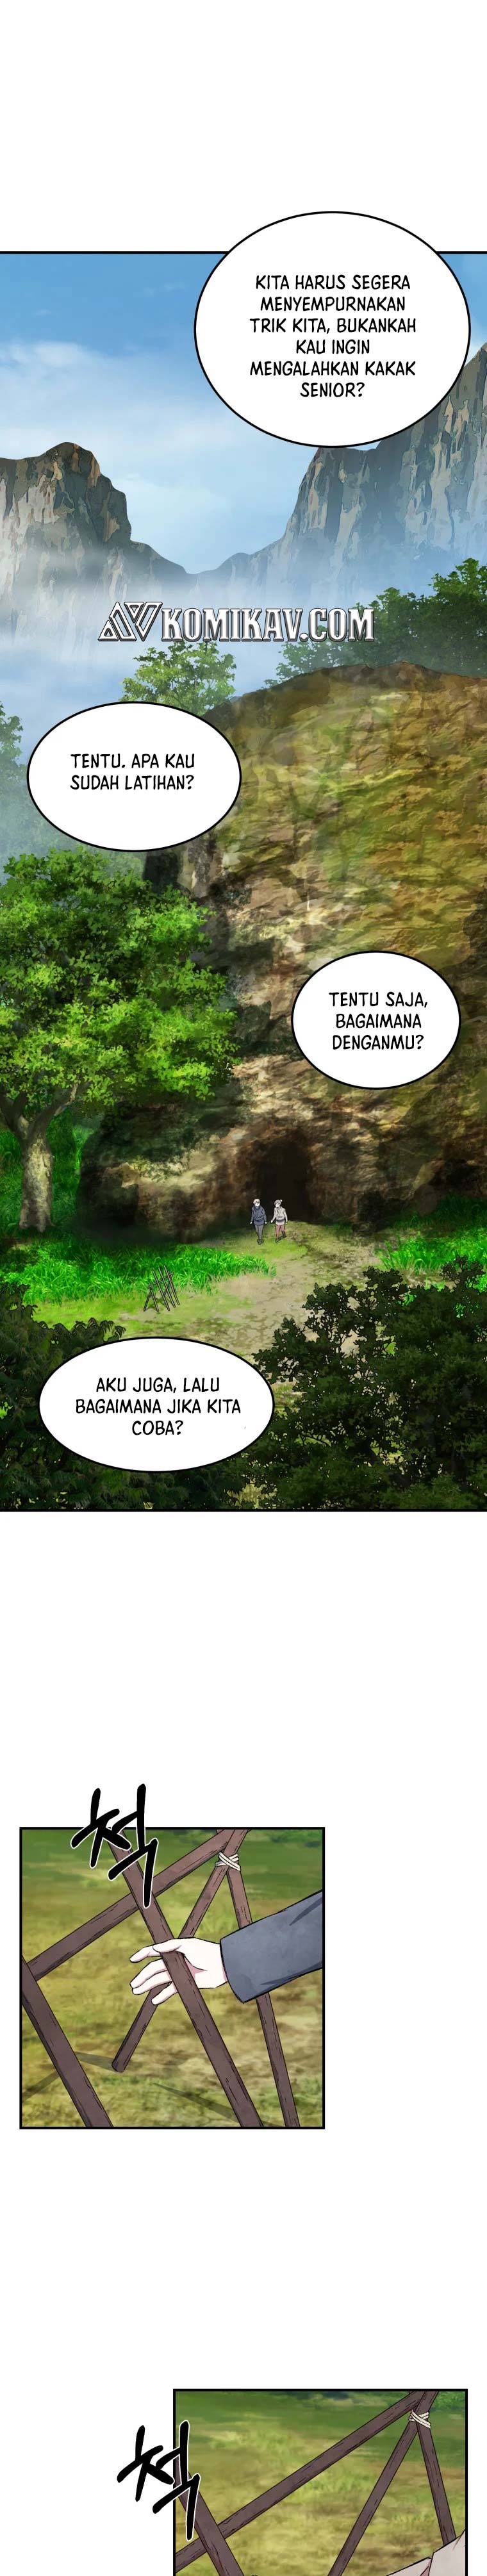 KITA HARUS SEGERA
MENYEMPURNAKAN
TRIK KITA, BUKANKAH
KAU INGIN
MENGALAHKAN KAKAK
SENIOR?
KOMIKAV.COM
TENTU. APA KAU
SUDAH LATIHAN?
TENTU SAJA,
BAGAIMANA
DENGANMU?
AKU JUGA, LALU
BAGAIMANA JIKA KITA
COBA?
척
척